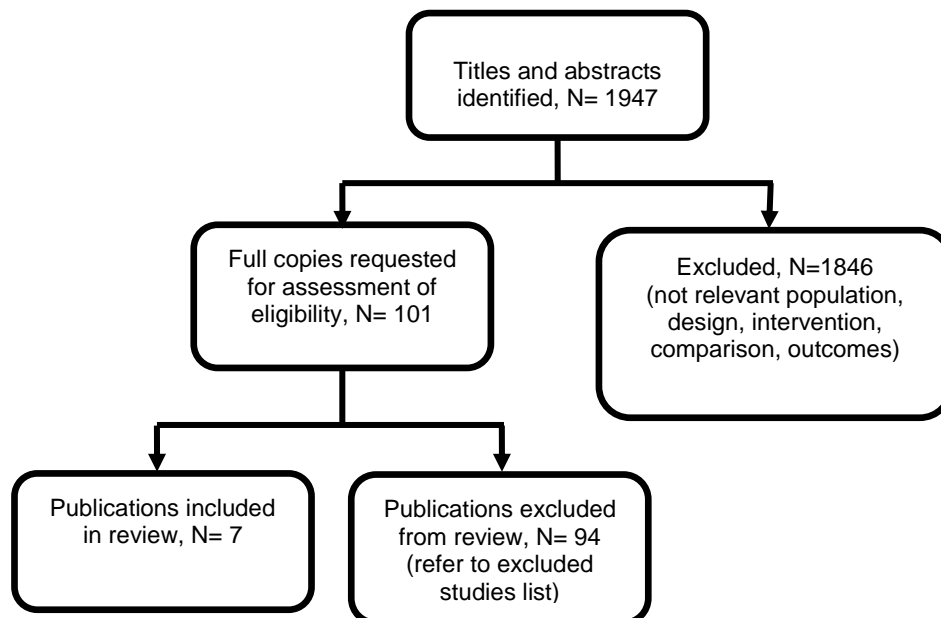 Titles and abstracts
identified, N= 1947
Full copies requested
for assessment of
eligibility, N= 101
Excluded, N=1846
(not relevant population,
design, intervention,
comparison, outcomes)
Publications included
in review, N= 7
Publications excluded
from review, N= 94
(refer to excluded
studies list)